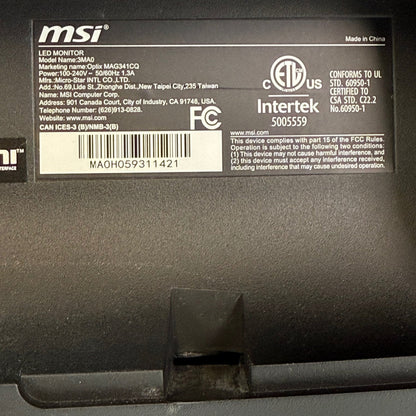 msi
Made in China
LED MONITOR
Model Name:3MA0
Marketing name:Optix MAG341CQ
Power:100-240V~ 50/60Hz 1.3A
Mfrs.:Micro-Star INTL CO.,LTD.
Add:No.69,Lide St.,Zhonghe Dist.,New Taipei City,235 Taiwan
Name: MSI Computer Corp.
Address: 901 Canada Court, City of Industry, CA 91748, USA.
Telephone: (626)913-0828.
Website: www.msi.com
CAN ICES-3 (B)/NMB-3(B)
FC
MA0H059311421
ETL
C US
Intertek
5005559
CONFORMS TO UL
STD. 60950-1
CERTIFIED TO
CSA STD. C22.2
No.60950-1
www.msi.com
This device complies with part 15 of the FCC Rules.
Operation is subject to the following two conditions:
(1) This device may not cause harmful interference, and
(2) this device must accept any interference received,
including interference that may cause undesired operation.
mi™
INTERFACE